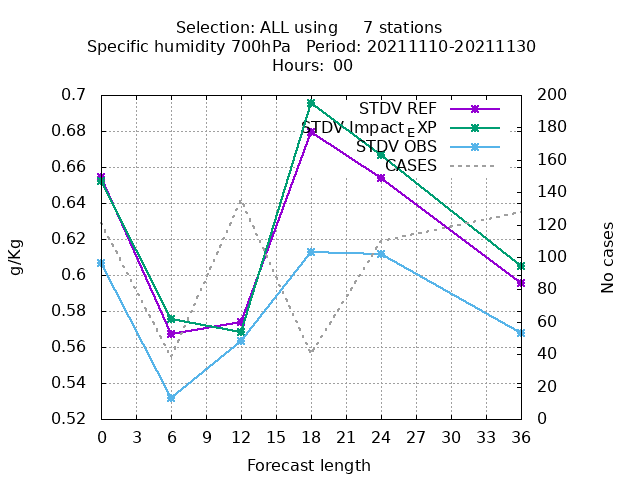 Selection: ALL using     7 stations
Specific humidity 700hPa   Period: 20211110-20211130
Hours:  00
g/Kg
No cases
0.7
0.68
0.66
0.64
0.62
0.6
0.58
0.56
0.54
0.52
STDV REF
STDV Impact_EXP
STDV OBS
CASES
200
180
160
140
120
100
80
60
40
20
0
0 3 6 9 12 15 18 21 24 27 30 33 36
Forecast length